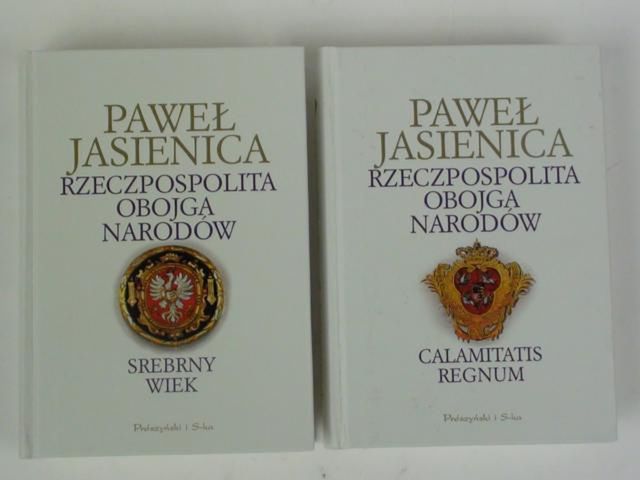 PAWEŁ
JASIENICA
RZECZPOSPOLITA
OBOJGA
NARODÓW
SREBRNY
WIEK
Prószyński i S-ka
PAWEŁ
JASIENICA
RZECZPOSPOLITA
OBOJGA
NARODÓW
CALAMITATIS
REGNUM
Prószyński i S-ka